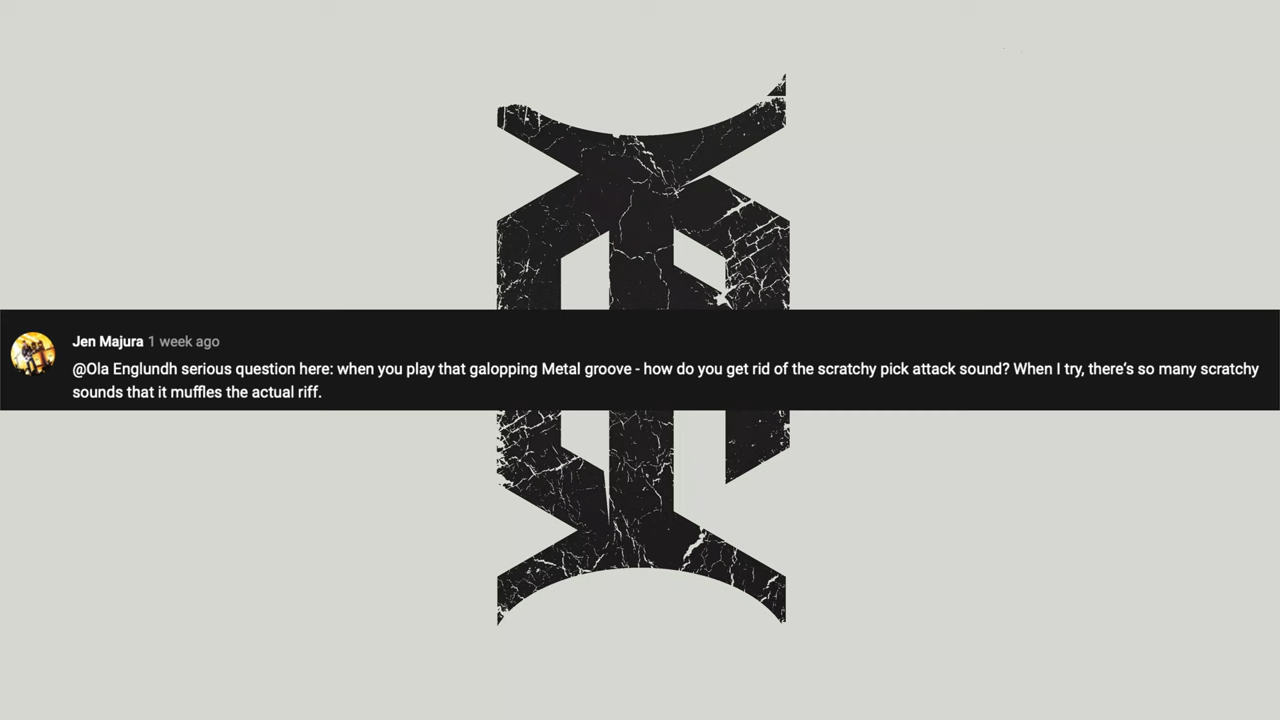 Jen Majura 1 week ago
@Ola Englundh serious question here: when you play that galopping Metal groove - how do you get rid of the scratchy pick attack sound? When I try, there's so many scratchy
sounds that it muffles the actual riff.